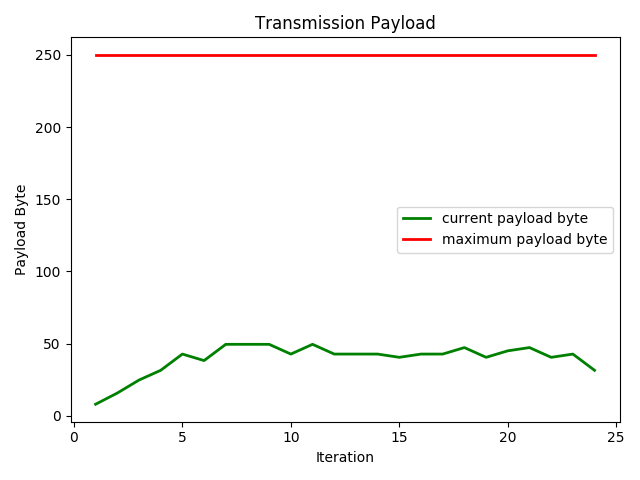 Transmission Payload
250
200
150
100
50
0
Payload Byte
current payload byte
maximum payload byte
0 5 10 15 20 25
Iteration